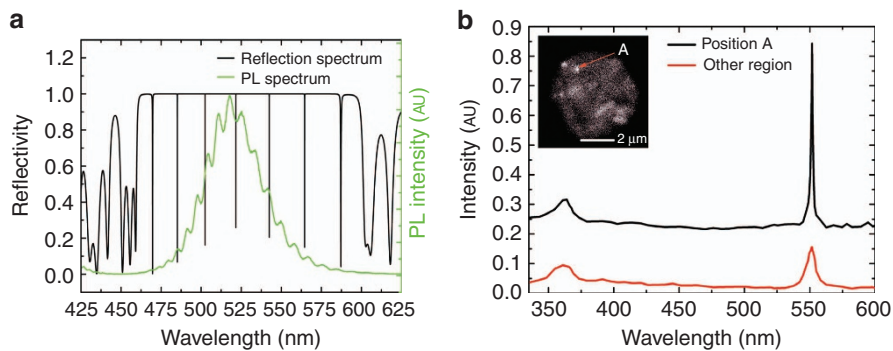 a
1.2
1.0
0.8
0.6
0.4
0.2
0.0
Reflectivity
Reflection spectrum
PL spectrum
PL intensity (AU)
425 450 475 500 525 550 575 600 625
Wavelength (nm)
b
0.9
0.8
0.7
0.6
0.5
0.4
0.3
0.2
0.1
0.0
Intensity (AU)
A
2 μm
Position A
Other region
350 400 450 500 550 600
Wavelength (nm)